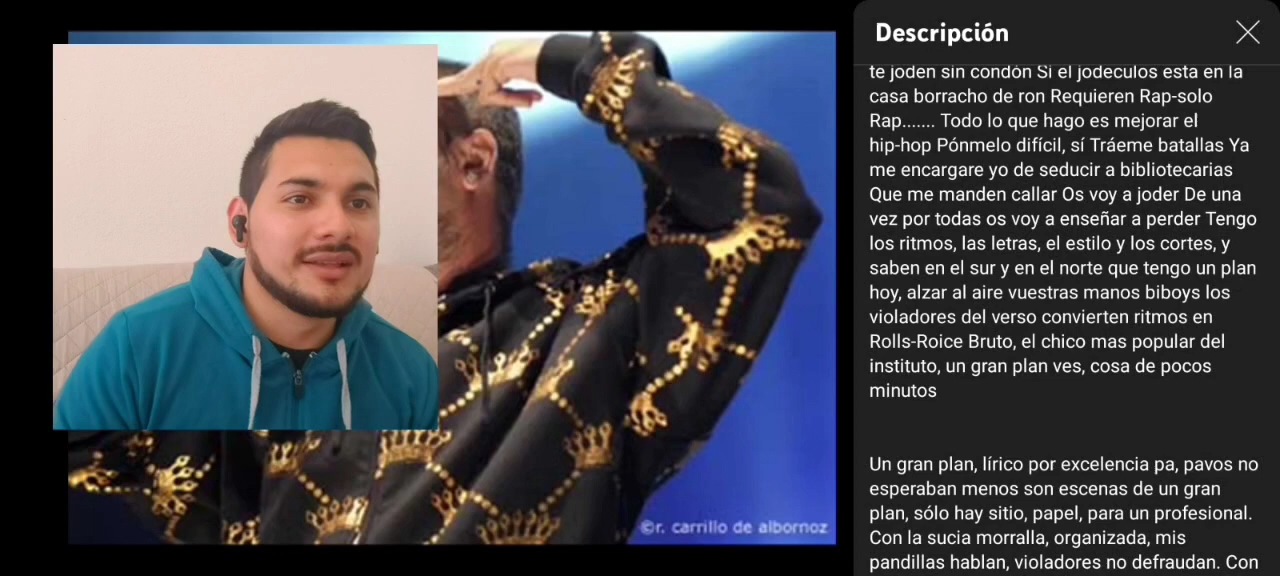 Descripción
te joden sin condón Si el jodeculos esta en la
casa borracho de ron Requieren Rap-solo
Rap....... Todo lo que hago es mejorar el
hip-hop Pónmelo difícil, sí Tráeme batallas Ya
me encargare yo de seducir a bibliotecarias
Que me manden callar Os voy a joder De una
vez por todas os voy a enseñar a perder Tengo
los ritmos, las letras, el estilo y los cortes, y
saben en el sur y en el norte que tengo un plan
hoy, alzar al aire vuestras manos biboys los
violadores del verso convierten ritmos en
Rolls-Roice Bruto, el chico mas popular del
instituto, un gran plan ves, cosa de pocos
minutos
Un gran plan, lírico por excelencia pa, pavos no
esperaban menos son escenas de un gran
plan, sólo hay sitio, papel, para un profesional.
Con la sucia morralla, organizada, mis
pandillas hablan, violadores no defraudan. Con
©r. carrillo de albornoz